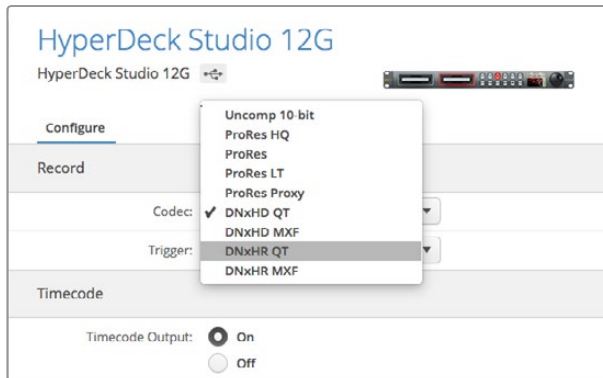 HyperDeck Studio 12G
HyperDeck Studio 12G
Configure
Record
Codec:
Uncomp 10-bit
ProRes HQ
ProRes
ProRes LT
ProRes Proxy
DNxHD QT
DNxHD MXF
DNxHR QT
DNxHR MXF
Trigger:
Timecode
Timecode Output:
On
Off